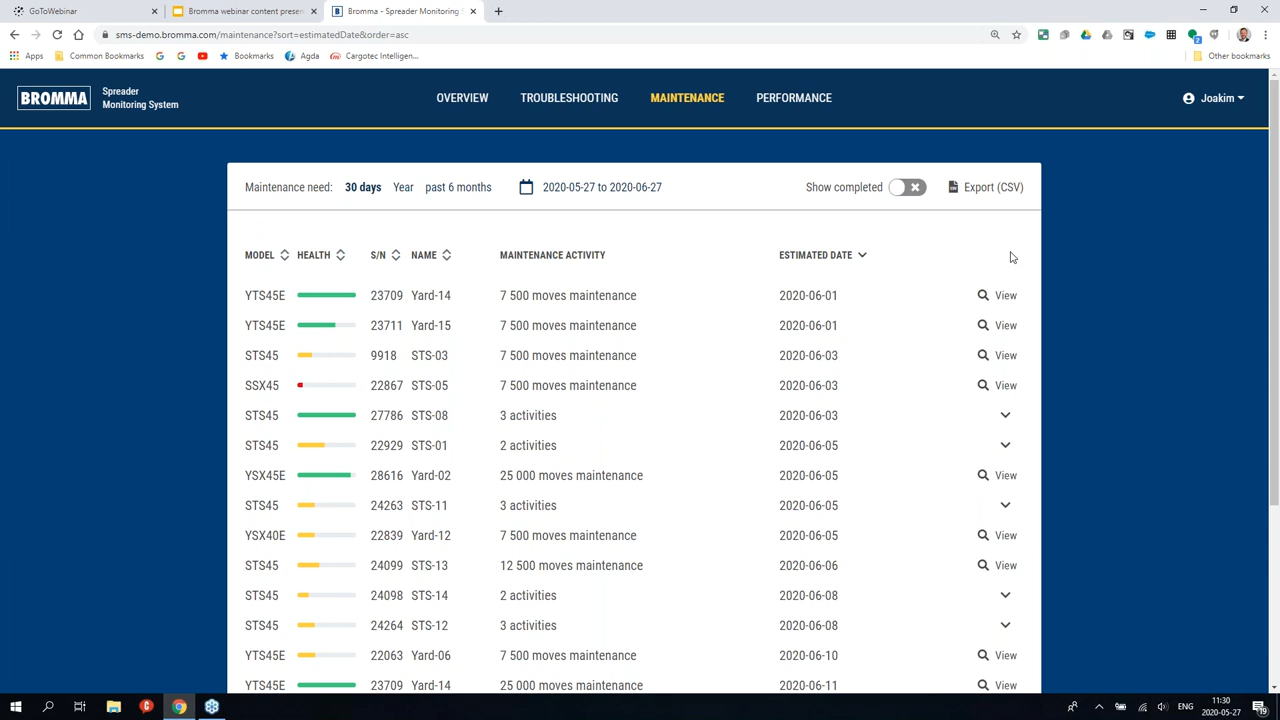 GoToWebinar
Bromma webinar content presen
Bromma - Spreader Monitoring S
sms-demo.bromma.com/maintenance?sort=estimatedDate&order=asc
Apps Common Bookmarks Bookmarks Agda Cargotec Intelligen... Other bookmarks
BROMMA Spreader Monitoring System
OVERVIEW TROUBLESHOOTING MAINTENANCE PERFORMANCE Joakim
Maintenance need: 30 days Year past 6 months 2020-05-27 to 2020-06-27 Show completed Export (CSV)
MODEL HEALTH S/N NAME MAINTENANCE ACTIVITY ESTIMATED DATE
YTS45E 23709 Yard-14 7 500 moves maintenance 2020-06-01 View
YTS45E 23711 Yard-15 7 500 moves maintenance 2020-06-01 View
STS45 9918 STS-03 7 500 moves maintenance 2020-06-03 View
SSX45 22867 STS-05 7 500 moves maintenance 2020-06-03 View
STS45 27786 STS-08 3 activities 2020-06-03
STS45 22929 STS-01 2 activities 2020-06-05
YSX45E 28616 Yard-02 25 000 moves maintenance 2020-06-05 View
STS45 24263 STS-11 3 activities 2020-06-05
YSX40E 22839 Yard-12 7 500 moves maintenance 2020-06-05 View
STS45 24099 STS-13 12 500 moves maintenance 2020-06-06 View
STS45 24098 STS-14 2 activities 2020-06-08
STS45 24264 STS-12 3 activities 2020-06-08
YTS45E 22063 Yard-06 7 500 moves maintenance 2020-06-10 View
YTS45E 23709 Yard-14 25 000 moves maintenance 2020-06-11 View
ENG 11:30
2020-05-27